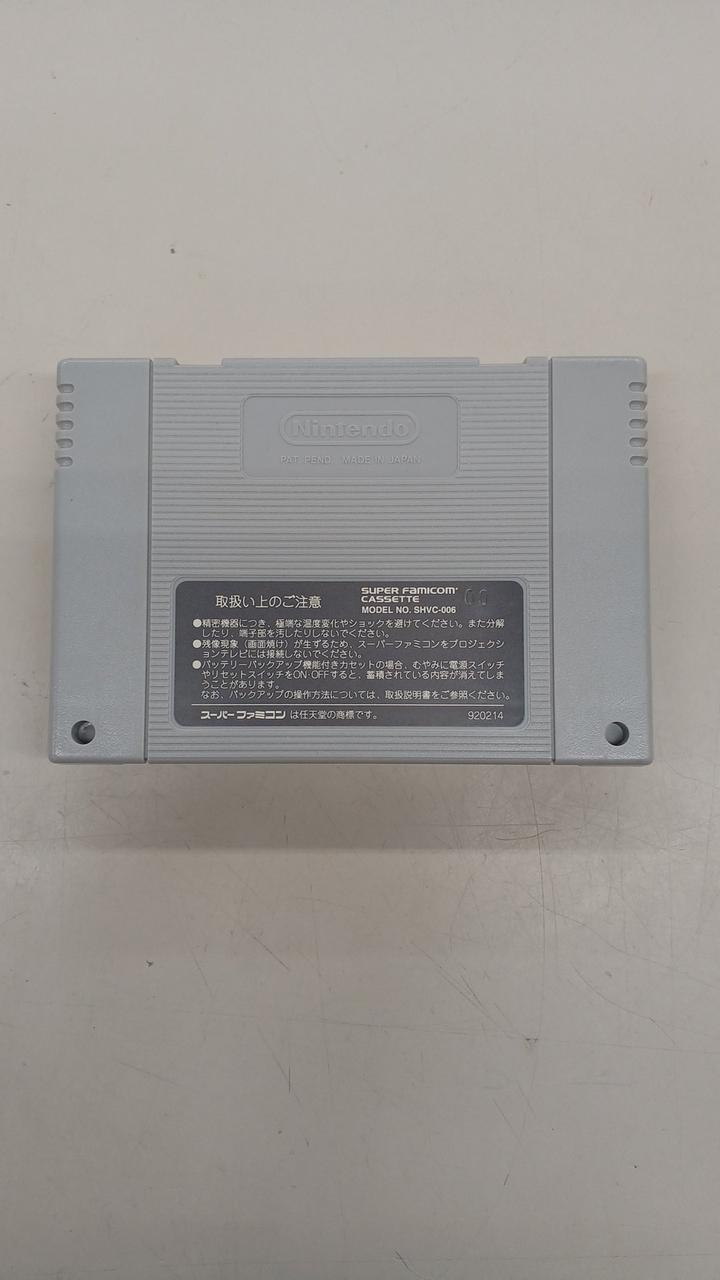 Nintendo
PAT. PEND. MADE IN JAPAN
取扱い上のご注意
SUPER FAMICOM
CASSETTE
MODEL NO. SHVC-006
00
●精密機器につき、極端な温度変化やショックを避けてください。また分解
したり、端子部を汚したりしないでください。
●残像現象（画面焼け）が生ずるため、スーパーファミコンをプロジェクシ
ョンテレビには接続しないでください。
●バッテリーバックアップ機能付きカセットの場合、むやみに電源スイッチ
やリセットスイッチをON・OFFすると、蓄積されている内容が消えてしま
うことがあります。
なお、バックアップの操作方法については、取扱説明書をご参照ください。
スーパーファミコンは任天堂の商標です。
920214